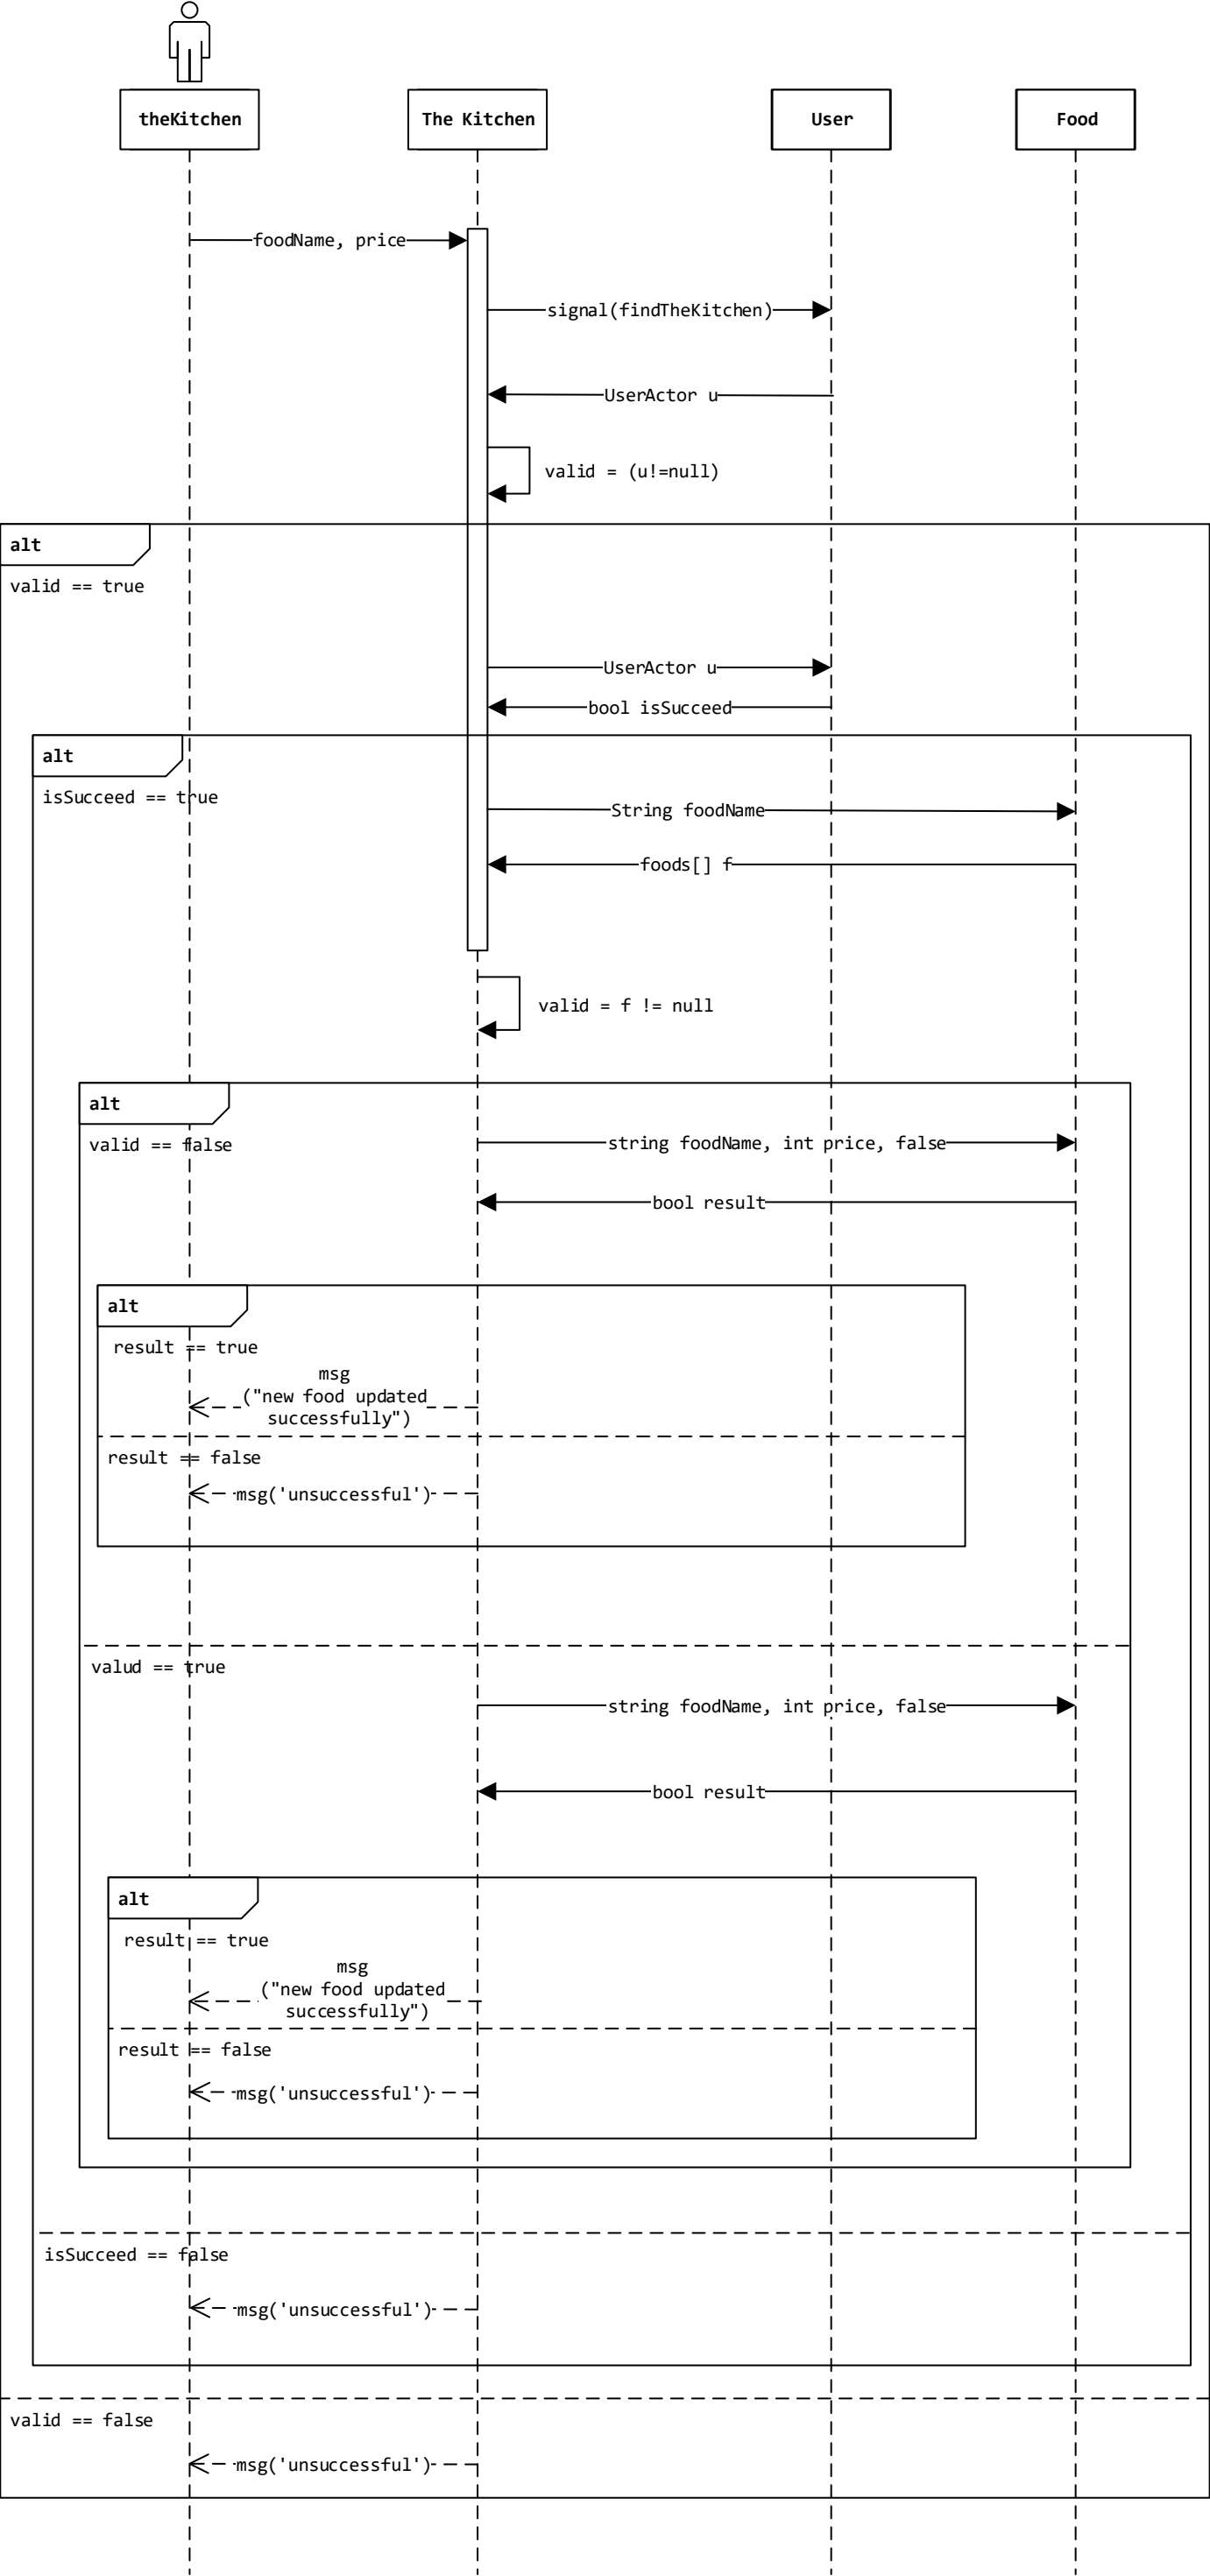 theKitchen
The Kitchen
User
Food
foodName, price
signal(findTheKitchen)
UserActor u
valid = (u!=null)
alt
valid == true
UserActor u
bool isSucceed
alt
isSucceed == true
String foodName
foods[] f
valid = f != null
alt
valid == false
string foodName, int price, false
bool result
alt
result == true
msg
("new food updated
successfully")
result == false
msg('unsuccessful')
valud == true
string foodName, int price, false
bool result
alt
result == true
msg
("new food updated
successfully")
result == false
msg('unsuccessful')
isSucceed == false
msg('unsuccessful')
valid == false
msg('unsuccessful')